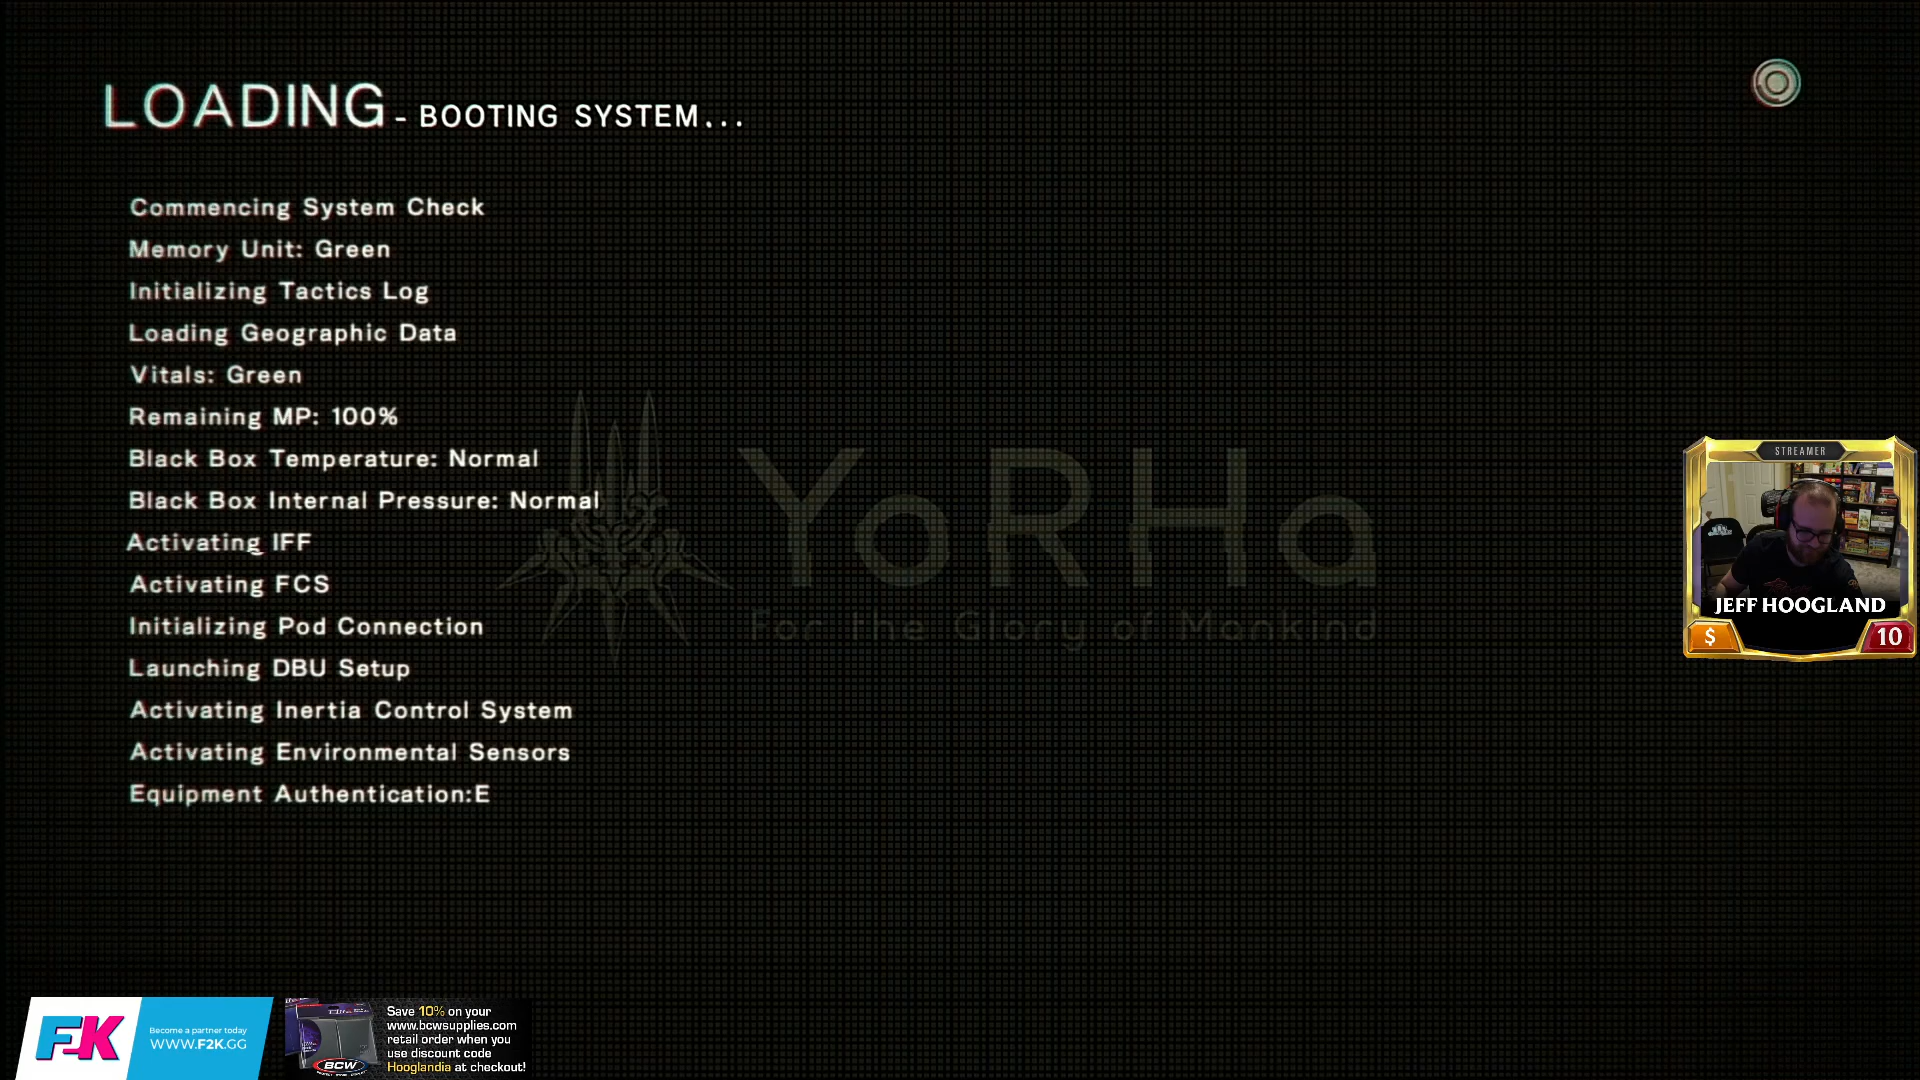 LOADING - BOOTING SYSTEM...
Commencing System Check
Memory Unit: Green
Initializing Tactics Log
Loading Geographic Data
Vitals: Green
Remaining MP: 100%
Black Box Temperature: Normal
Black Box Internal Pressure: Normal
Activating IFF
Activating FCS
Initializing Pod Connection
Launching DBU Setup
Activating Inertia Control System
Activating Environmental Sensors
Equipment Authentication:E
YoRHa
For the Glory of Mankind
STREAMER
JEFF HOOGLAND
$ 10
F2K
Become a partner today
WWW.F2K.GG
BCW
Save 10% on your
www.bcwsupplies.com
retail order when you
use discount code
Hooglandia at checkout!